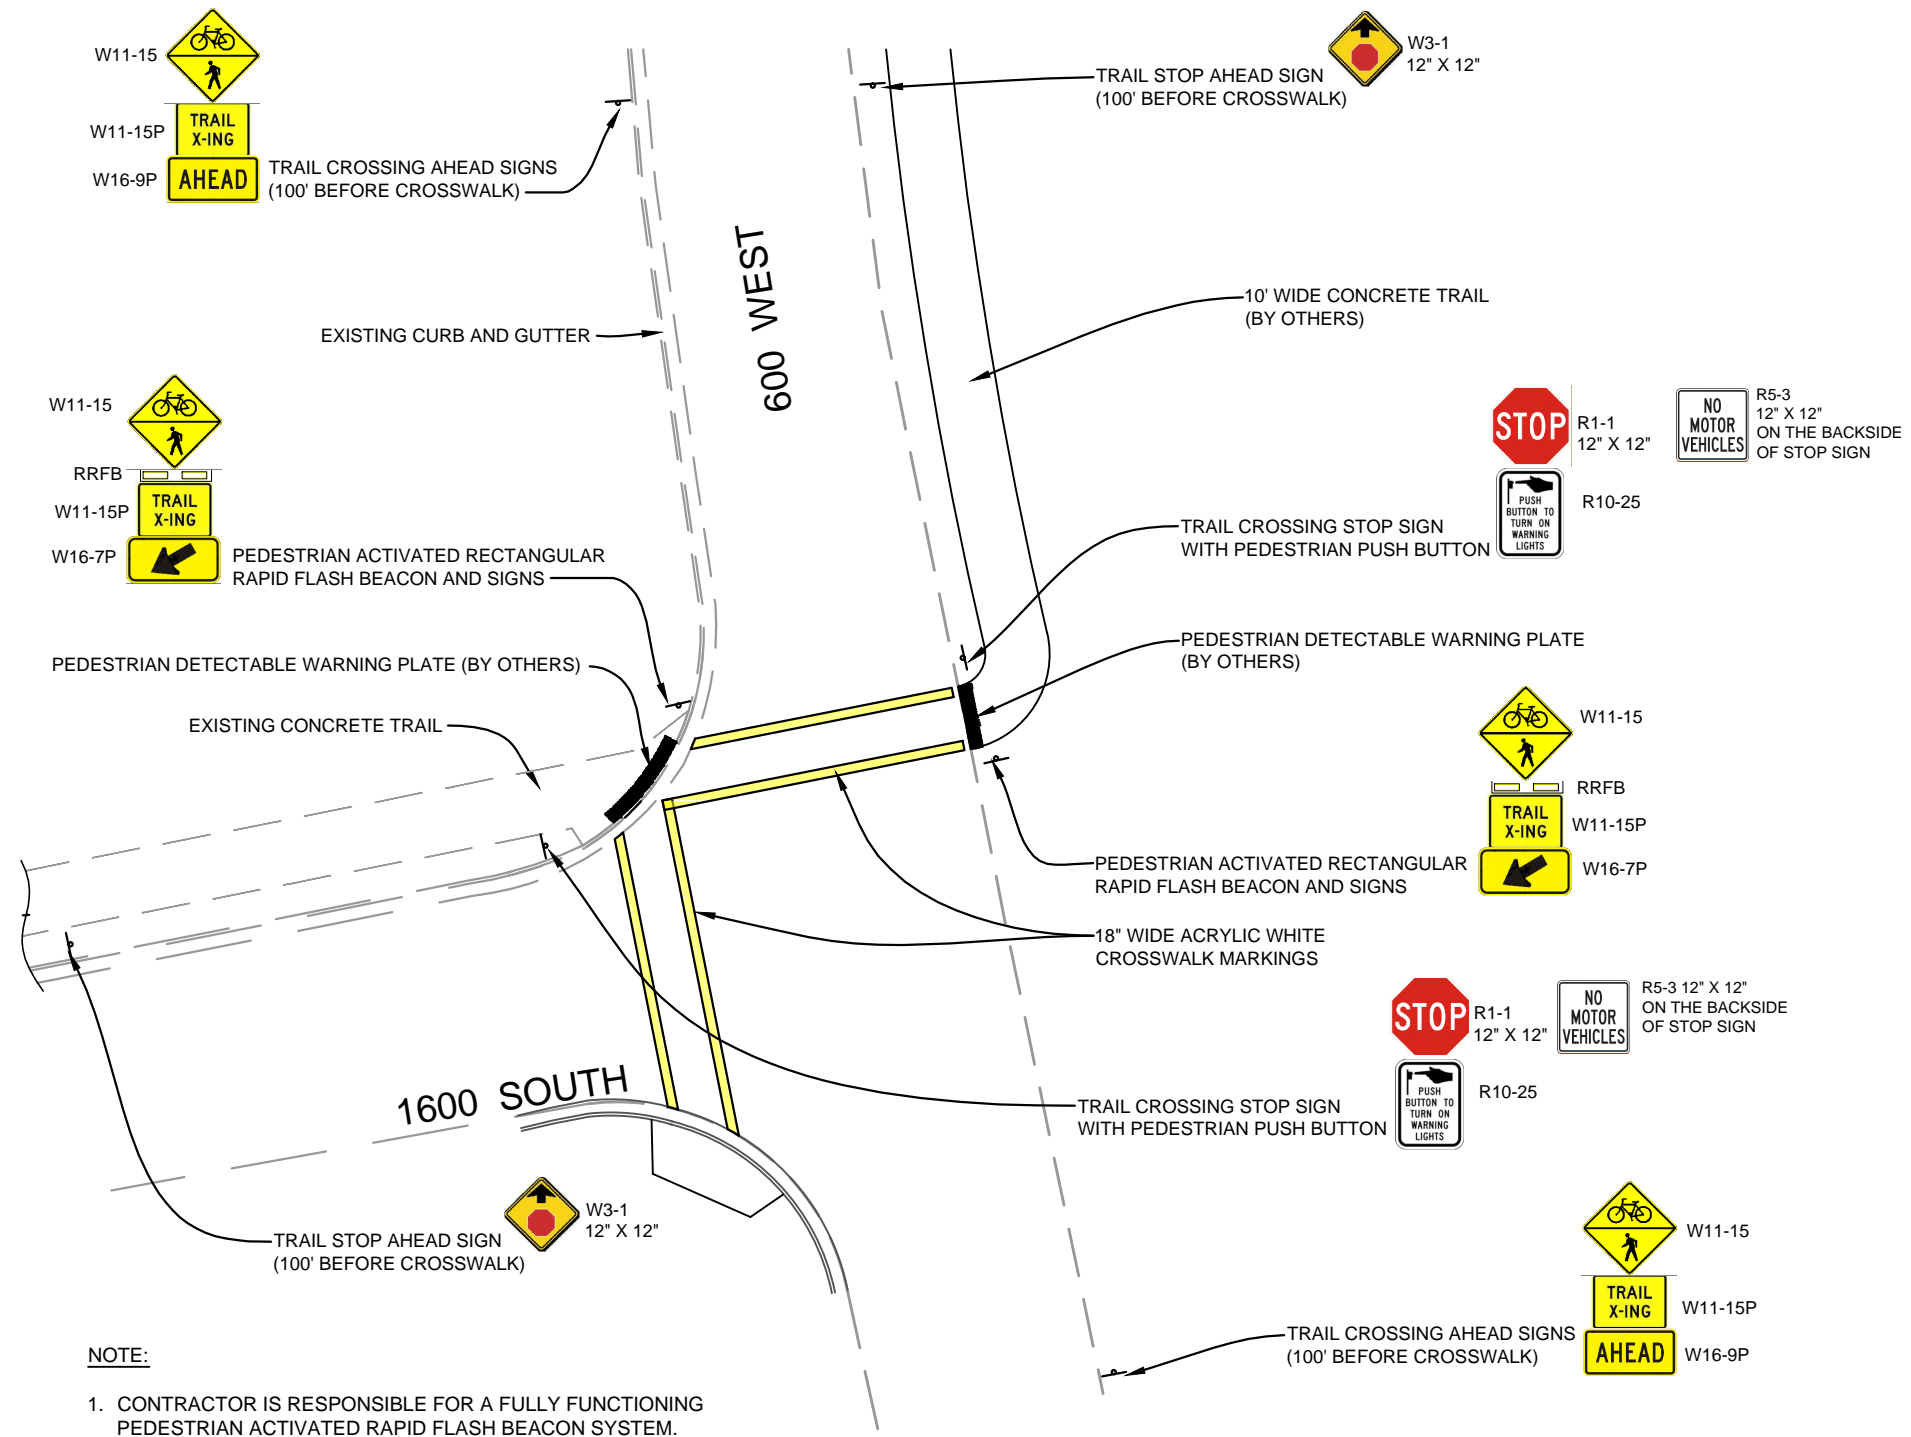 W11-15
W11-15P
TRAIL
X-ING
W16-9P
AHEAD
TRAIL CROSSING AHEAD SIGNS
(100' BEFORE CROSSWALK)
TRAIL STOP AHEAD SIGN
(100' BEFORE CROSSWALK)
W3-1
12" X 12"
600 WEST
10' WIDE CONCRETE TRAIL
(BY OTHERS)
EXISTING CURB AND GUTTER
W11-15
RRFB
W11-15P
TRAIL
X-ING
W16-7P
PEDESTRIAN ACTIVATED RECTANGULAR
RAPID FLASH BEACON AND SIGNS
STOP
R1-1
12" X 12"
NO
MOTOR
VEHICLES
R5-3
12" X 12"
ON THE BACKSIDE
OF STOP SIGN
PUSH
BUTTON TO
TURN ON
WARNING
LIGHTS
R10-25
TRAIL CROSSING STOP SIGN
WITH PEDESTRIAN PUSH BUTTON
PEDESTRIAN DETECTABLE WARNING PLATE (BY OTHERS)
PEDESTRIAN DETECTABLE WARNING PLATE
(BY OTHERS)
EXISTING CONCRETE TRAIL
W11-15
RRFB
TRAIL
X-ING
W11-15P
W16-7P
PEDESTRIAN ACTIVATED RECTANGULAR
RAPID FLASH BEACON AND SIGNS
18" WIDE ACRYLIC WHITE
CROSSWALK MARKINGS
STOP
R1-1
12" X 12"
NO
MOTOR
VEHICLES
R5-3 12" X 12"
ON THE BACKSIDE
OF STOP SIGN
PUSH
BUTTON TO
TURN ON
WARNING
LIGHTS
R10-25
TRAIL CROSSING STOP SIGN
WITH PEDESTRIAN PUSH BUTTON
1600 SOUTH
TRAIL STOP AHEAD SIGN
(100' BEFORE CROSSWALK)
W3-1
12" X 12"
W11-15
TRAIL
X-ING
W11-15P
AHEAD
W16-9P
TRAIL CROSSING AHEAD SIGNS
(100' BEFORE CROSSWALK)
NOTE:
1. CONTRACTOR IS RESPONSIBLE FOR A FULLY FUNCTIONING
PEDESTRIAN ACTIVATED RAPID FLASH BEACON SYSTEM.